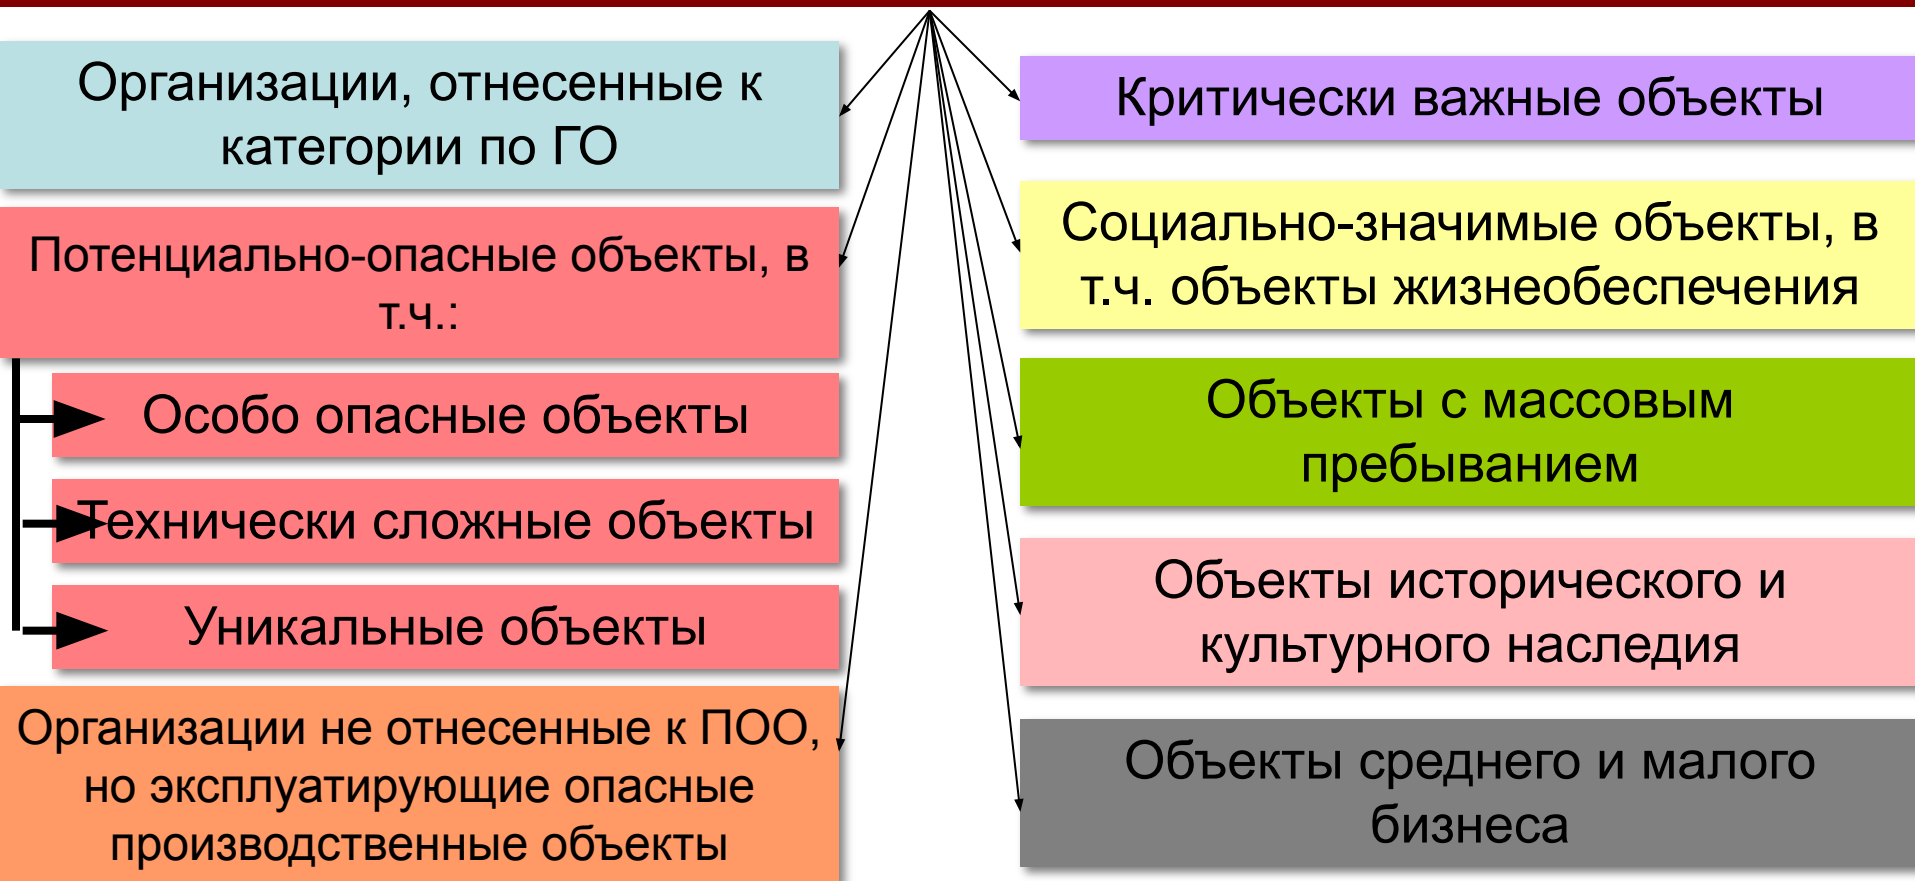 Организации, отнесенные к
категории по ГО
Потенциально-опасные объекты, в
т.ч.:
Особо опасные объекты
Технически сложные объекты
Уникальные объекты
Организации не отнесенные к ПОО,
но эксплуатирующие опасные
производственные объекты
Критически важные объекты
Социально-значимые объекты, в
т.ч. объекты жизнеобеспечения
Объекты с массовым
пребыванием
Объекты исторического и
культурного наследия
Объекты среднего и малого
бизнеса